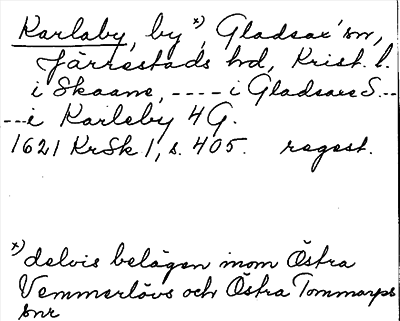 Karlaby, by *), Gladsax' sn,
Järrestads hd, Krist. l.
i Skaane, ---- i Gladsaxe S.--
---i Karleby 4 G.
1621 KrSk 1, s. 405. regest.
*) delvis belägen inom Östra
Vemmerlövs och Östra Tommarps
snr